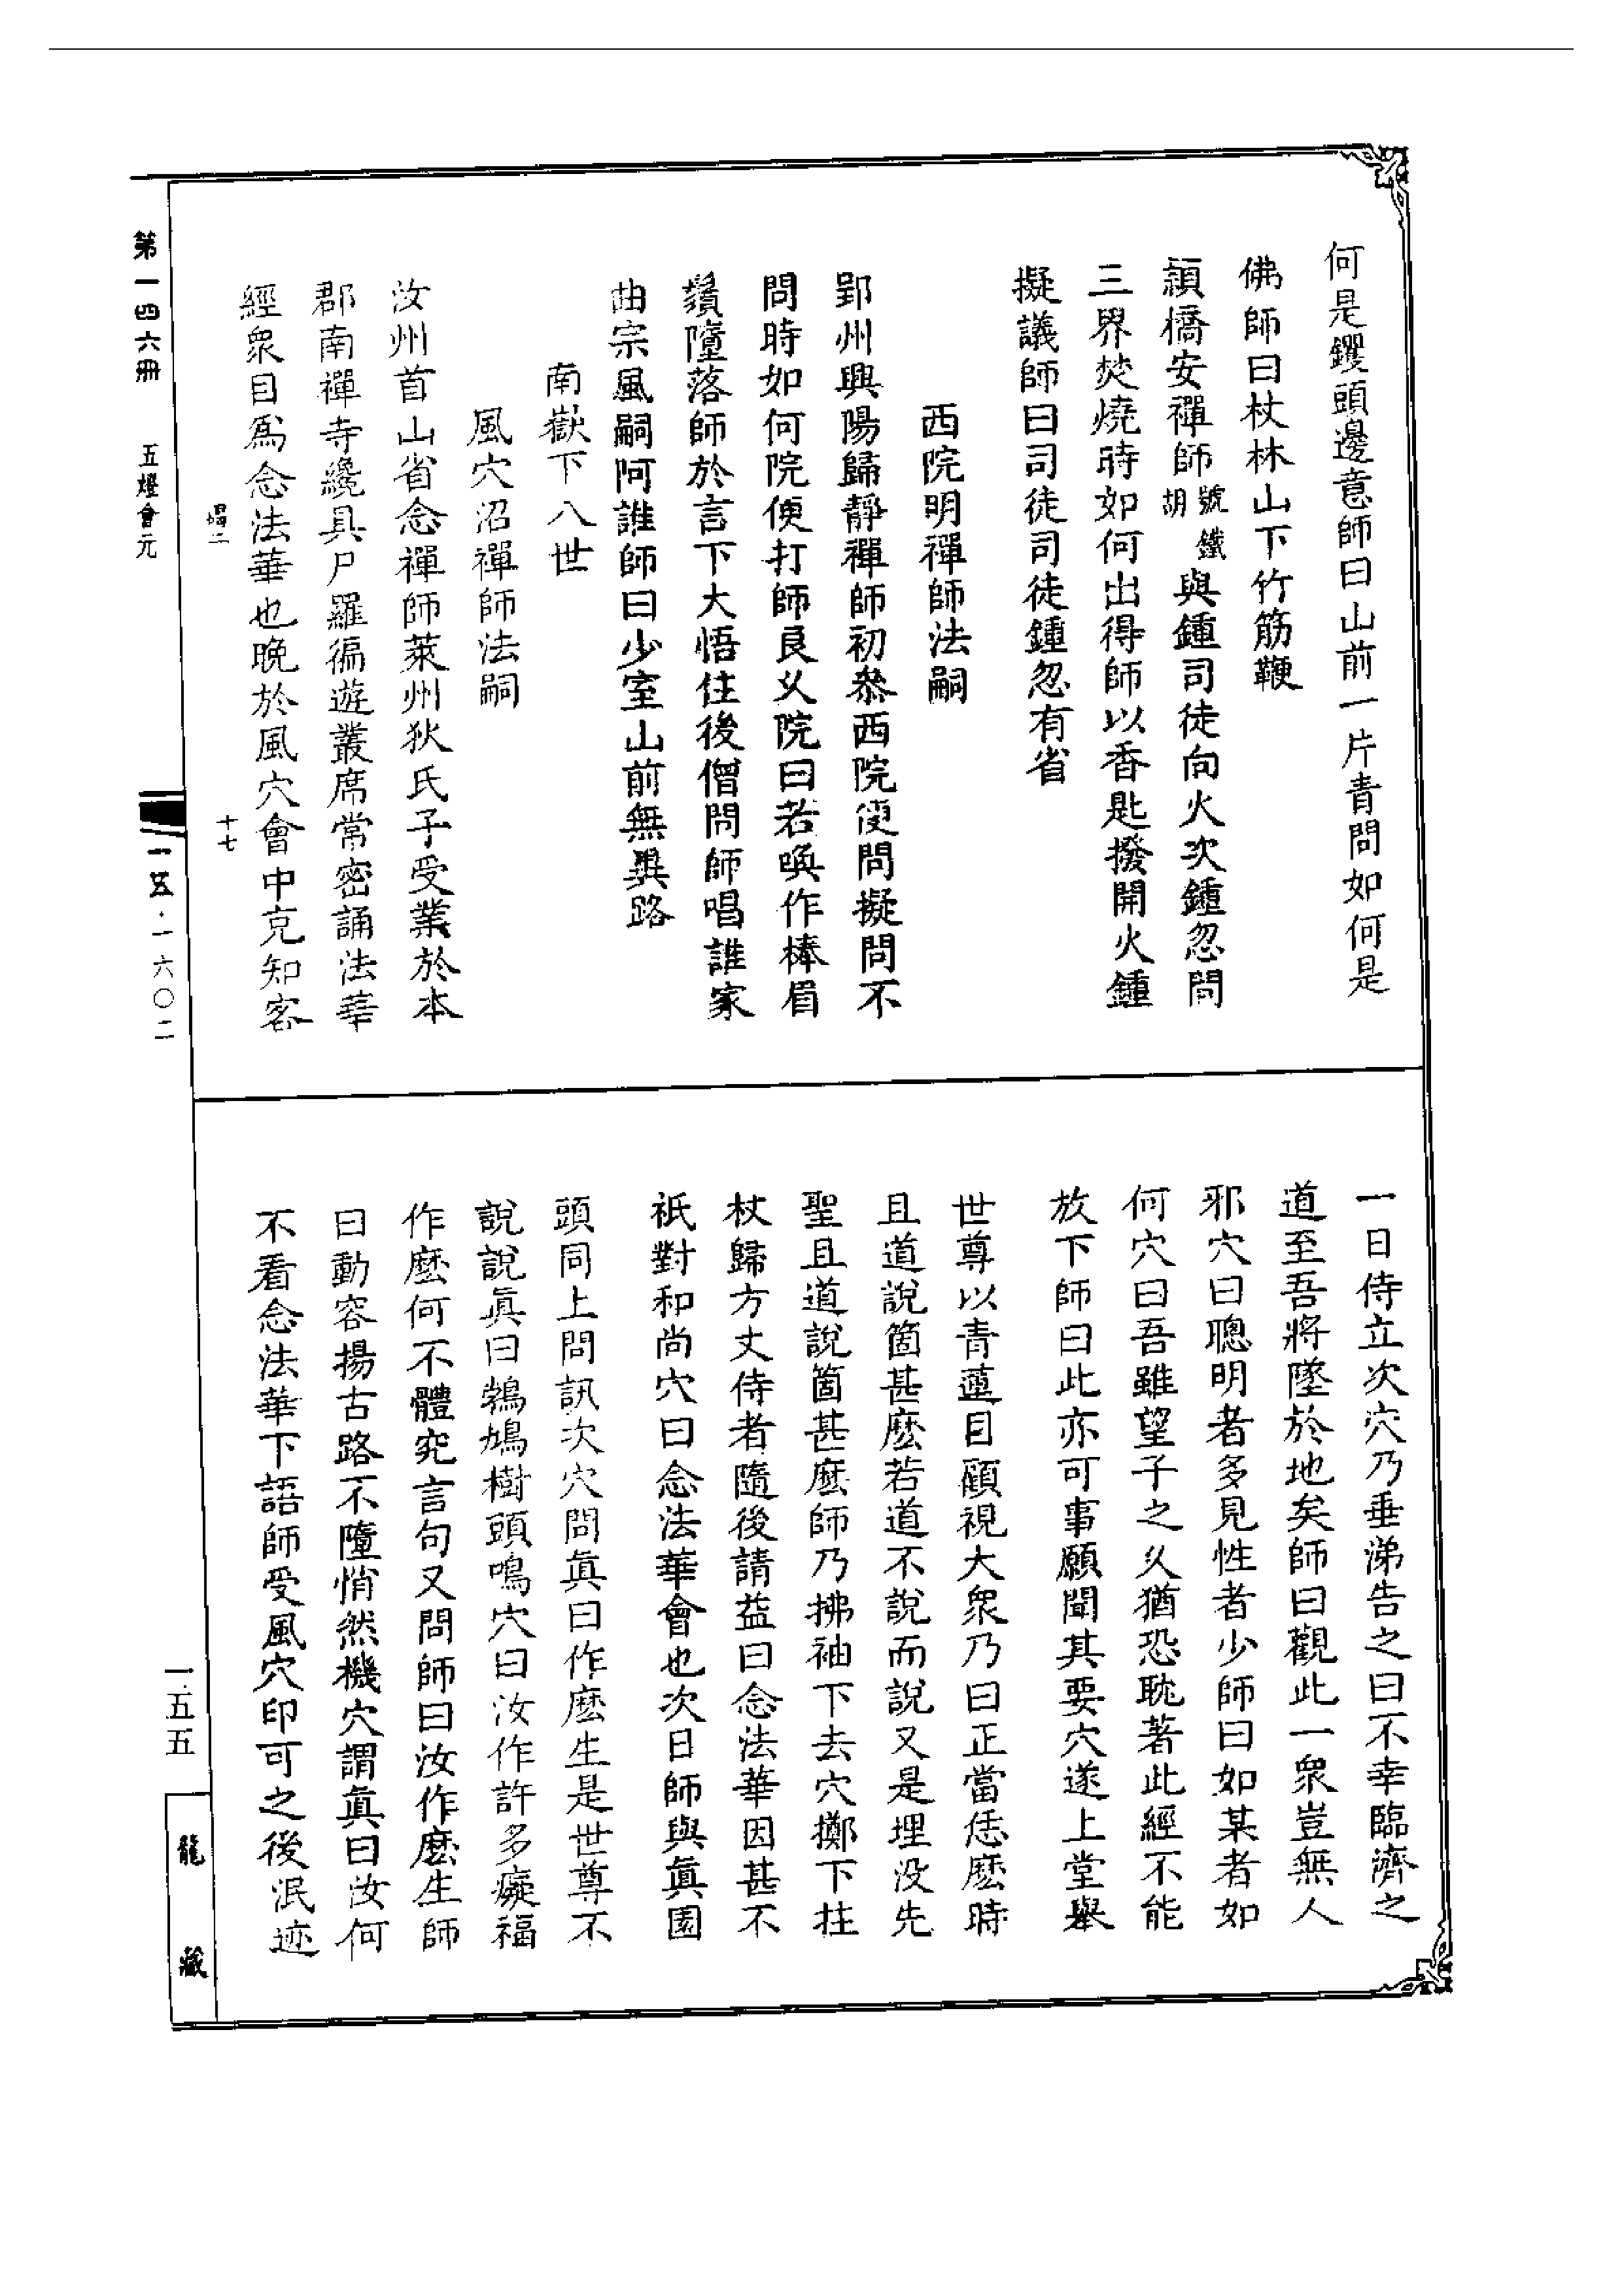 何是钁頭邊意師曰山前一片青問如何是
佛師曰杖林山下竹筋鞭
頴橋安禪師號鐵胡與鍾司徒向火次鍾忽問
三界焚燒時如何出得師以香匙撥開火鍾
擬議師曰司徒司徒鍾忽有省
西院明禪師法嗣
郢州興陽歸靜禪師初叅西院便問擬問不
問時如何院便打師良乆院曰若喚作棒眉
鬚墮落師於言下大悟住後僧問師唱誰家
曲宗風嗣阿誰師曰少室山前無異路
南嶽下八世
風穴沼禪師法嗣
汝州首山省念禪師萊州狄氏子受業於本
郡南禪寺纔具尸羅徧遊叢席常密誦法華
經衆目爲念法華也晚於風穴會中充知客
一日侍立次穴乃垂涕告之曰不幸臨濟之
道至吾將墜於地矣師曰觀此一衆豈無人
邪穴曰聰明者多見性者少師曰如某者如
何穴曰吾雖望子之乆猶恐耽著此經不能
放下師曰此亦可事願聞其要穴遂上堂舉
世尊以青蓮目顧視大衆乃曰正當恁麽時
且道說箇甚麽若道不說而說又是埋没先
聖且道說箇甚麽師乃拂袖下去穴擲下拄
杖歸方丈侍者隨後請益曰念法華因甚不
祇對和尚穴曰念法華會也次日師與眞園
頭同上問訊次穴問眞曰作麽生是世尊不
說說眞曰鵓鳩樹頭鳴穴曰汝作許多癡福
作麽何不體究言句又問師曰汝作麽生師
曰動容揚古路不墮悄然機穴謂眞曰汝何
不看念法華下語師受風穴印可之後泯迹
第一四六冊
五燈會元
十七
一五五·一六〇二
一五五
龍藏